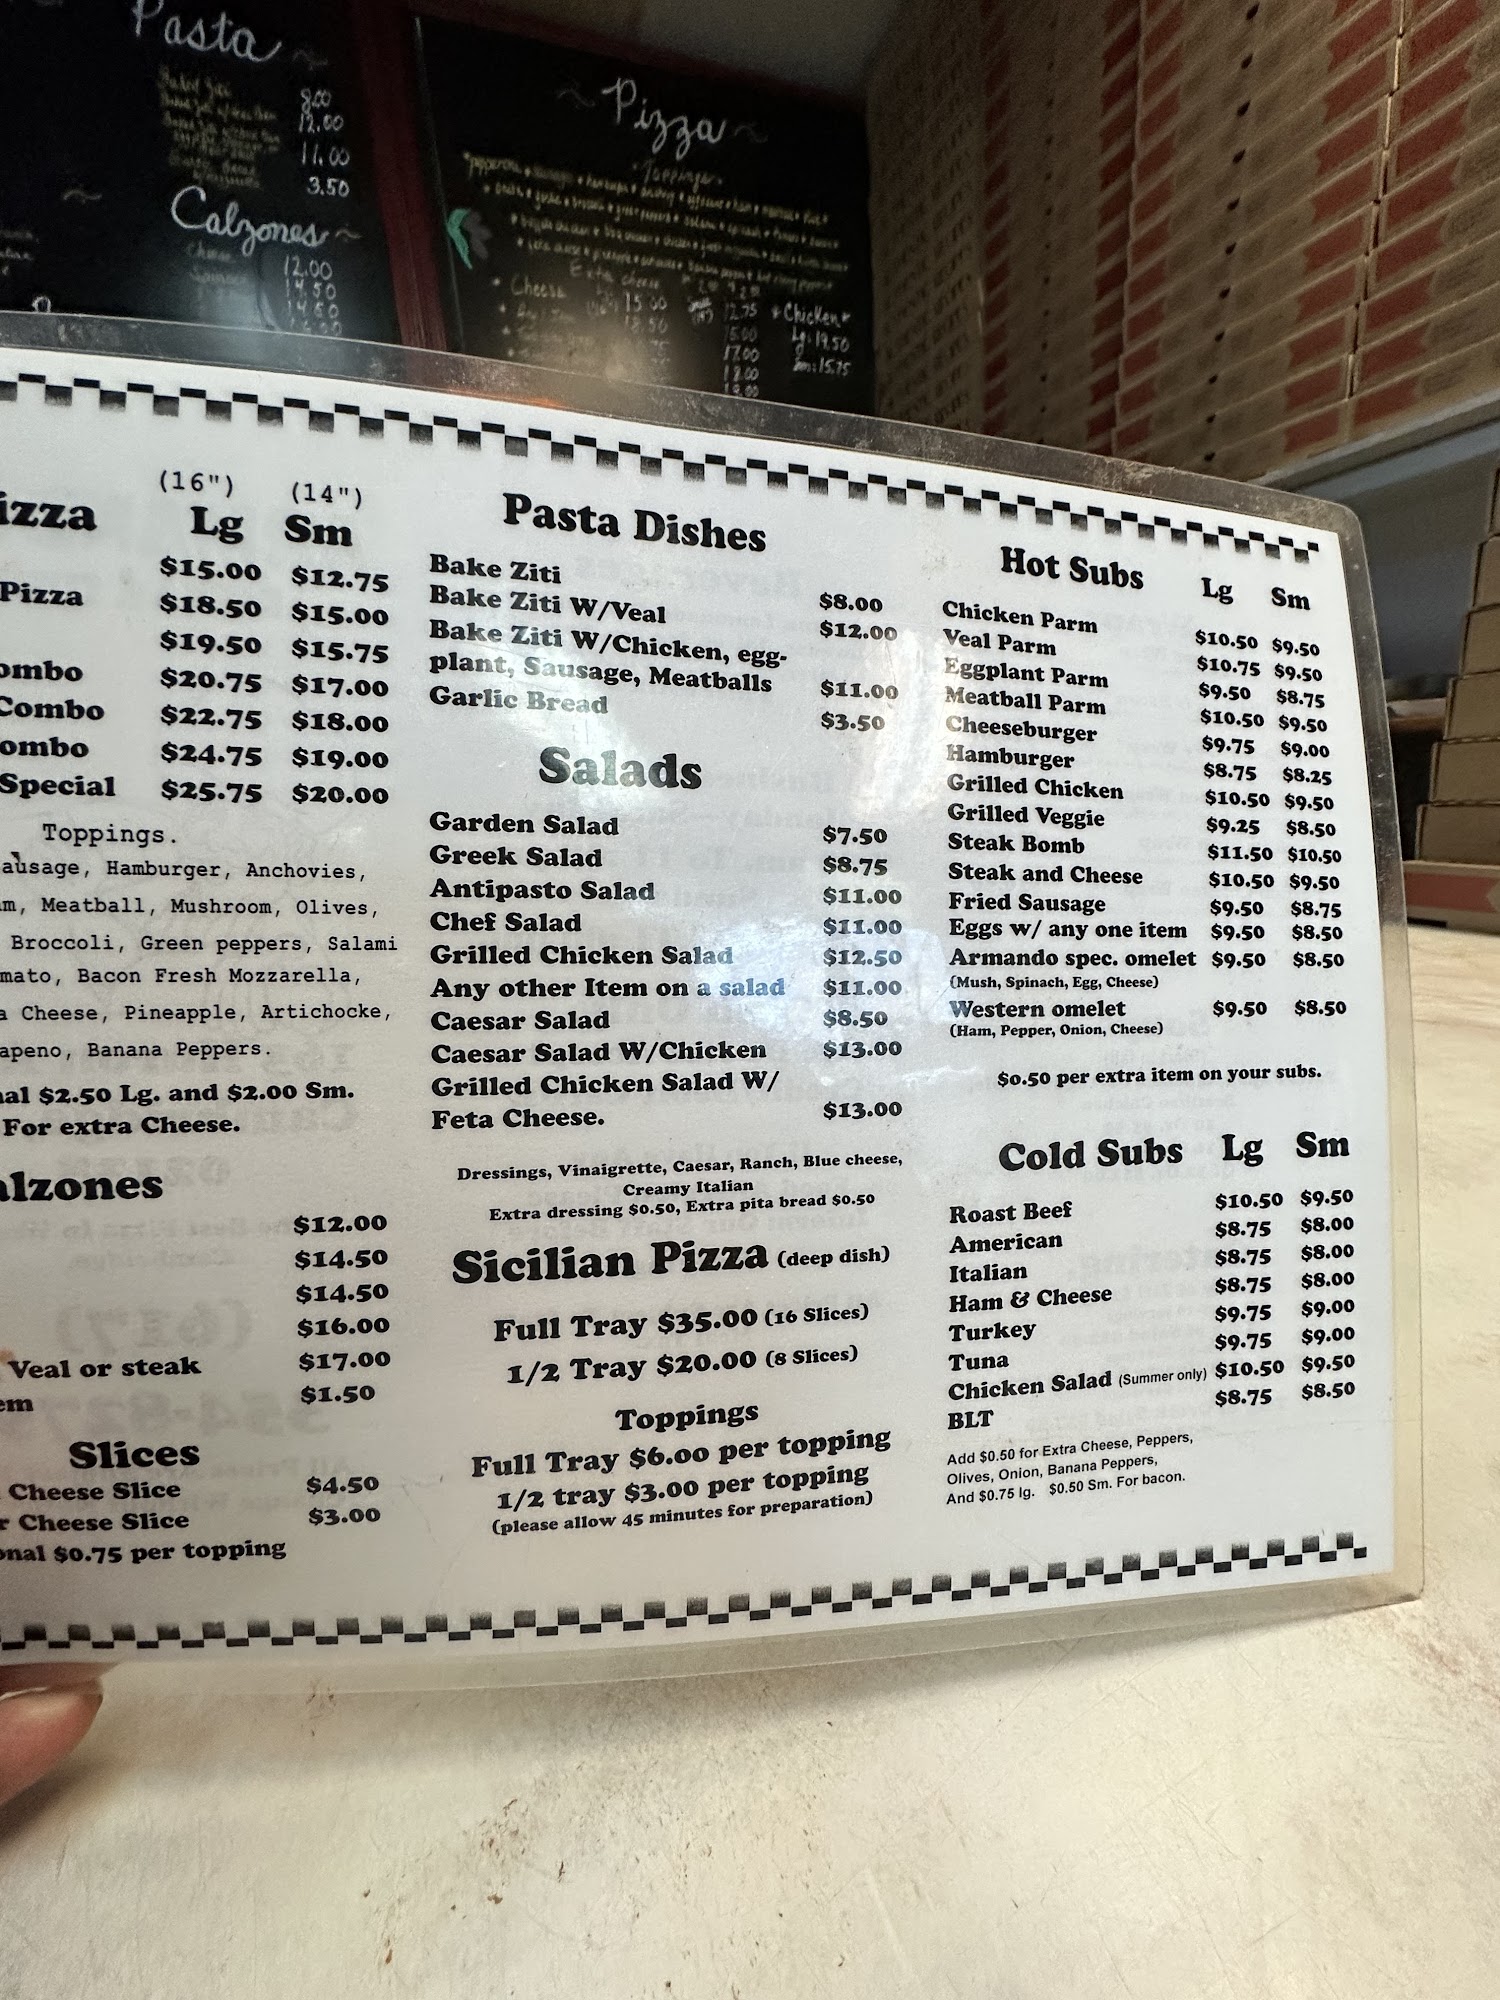 Pasta
8.00
12.00
11.00
3.50
Calzones
12.00
14.50
14.50
Pizza
Toppings
Extra cheese
Cheese 15.00 12.75
18.50 15.00
17.00
18.00
*Chicken*
Lg: 19.50
Sm: 15.75
(16") (14")
izza Lg Sm
$15.00 $12.75
Pizza $18.50 $15.00
$19.50 $15.75
ombo $20.75 $17.00
Combo $22.75 $18.00
ombo $24.75 $19.00
Special $25.75 $20.00
Toppings.
ausage, Hamburger, Anchovies,
m, Meatball, Mushroom, Olives,
Broccoli, Green peppers, Salami
mato, Bacon Fresh Mozzarella,
a Cheese, Pineapple, Artichocke,
apeno, Banana Peppers.
nal $2.50 Lg. and $2.00 Sm.
For extra Cheese.
alzones
$12.00
$14.50
$14.50
$16.00
Veal or steak $17.00
em $1.50
Slices
Cheese Slice $4.50
r Cheese Slice $3.00
onal $0.75 per topping
Pasta Dishes
Bake Ziti $8.00
Bake Ziti W/Veal $12.00
Bake Ziti W/Chicken, egg-
plant, Sausage, Meatballs $11.00
Garlic Bread $3.50
Salads
Garden Salad $7.50
Greek Salad $8.75
Antipasto Salad $11.00
Chef Salad $11.00
Grilled Chicken Salad $12.50
Any other Item on a salad $11.00
Caesar Salad $8.50
Caesar Salad W/Chicken $13.00
Grilled Chicken Salad W/
Feta Cheese. $13.00
Dressings, Vinaigrette, Caesar, Ranch, Blue cheese,
Creamy Italian
Extra dressing $0.50, Extra pita bread $0.50
Sicilian Pizza (deep dish)
Full Tray $35.00 (16 Slices)
1/2 Tray $20.00 (8 Slices)
Toppings
Full Tray $6.00 per topping
1/2 tray $3.00 per topping
(please allow 45 minutes for preparation)
Hot Subs Lg Sm
Chicken Parm $10.50 $9.50
Veal Parm $10.75 $9.50
Eggplant Parm $9.50 $8.75
Meatball Parm $10.50 $9.50
Cheeseburger $9.75 $9.00
Hamburger $8.75 $8.25
Grilled Chicken $10.50 $9.50
Grilled Veggie $9.25 $8.50
Steak Bomb $11.50 $10.50
Steak and Cheese $10.50 $9.50
Fried Sausage $9.50 $8.75
Eggs w/ any one item $9.50 $8.50
Armando spec. omelet $9.50 $8.50
(Mush, Spinach, Egg, Cheese)
Western omelet $9.50 $8.50
(Ham, Pepper, Onion, Cheese)
$0.50 per extra item on your subs.
Cold Subs Lg Sm
Roast Beef $10.50 $9.50
American $8.75 $8.00
Italian $8.75 $8.00
Ham & Cheese $8.75 $8.00
Turkey $9.75 $9.00
Tuna $9.75 $9.00
Chicken Salad (Summer only) $10.50 $9.50
BLT $8.75 $8.50
Add $0.50 for Extra Cheese, Peppers,
Olives, Onion, Banana Peppers,
And $0.75 lg. $0.50 Sm. For bacon.